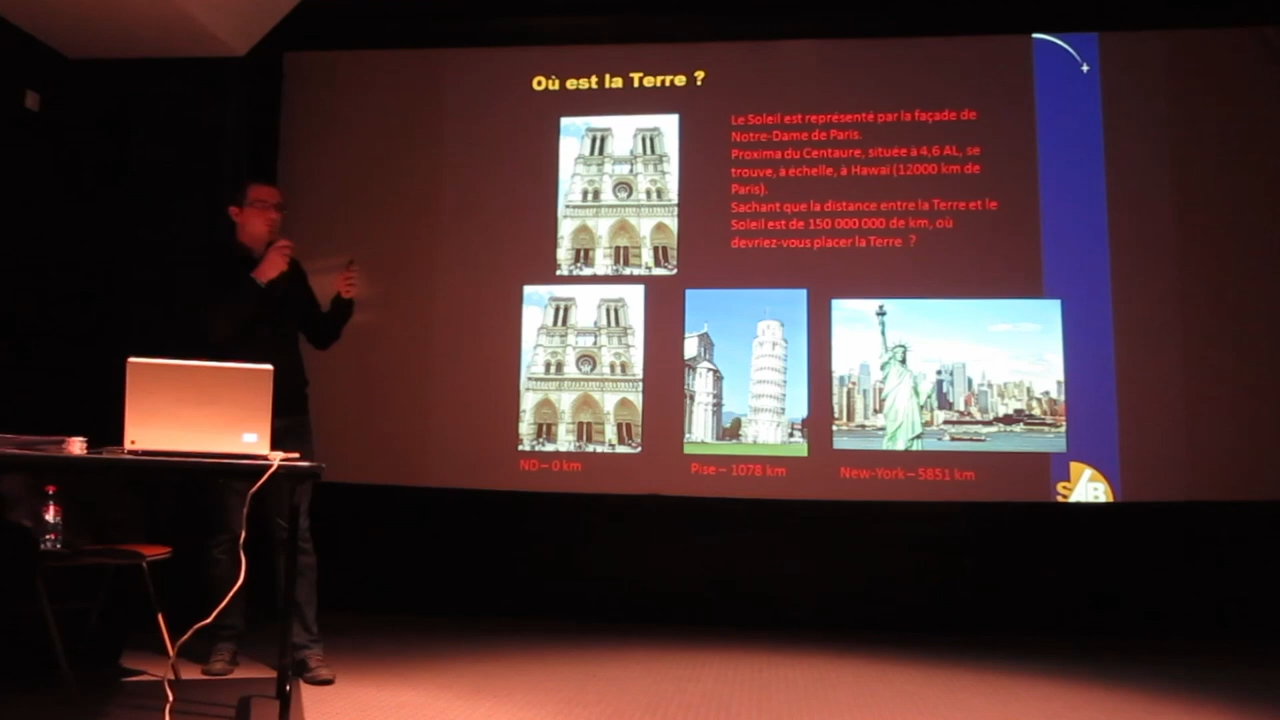 Où est la Terre ?
Le Soleil est représenté par la façade de
Notre-Dame de Paris.
Proxima du Centaure, située à 4,6 AL, se
trouve, à échelle, à Hawaï (12000 km de
Paris).
Sachant que la distance entre la Terre et le
Soleil est de 150 000 000 de km, où
devriez-vous placer la Terre ?
ND – 0 km
Pise – 1078 km
New-York – 5851 km
SAB